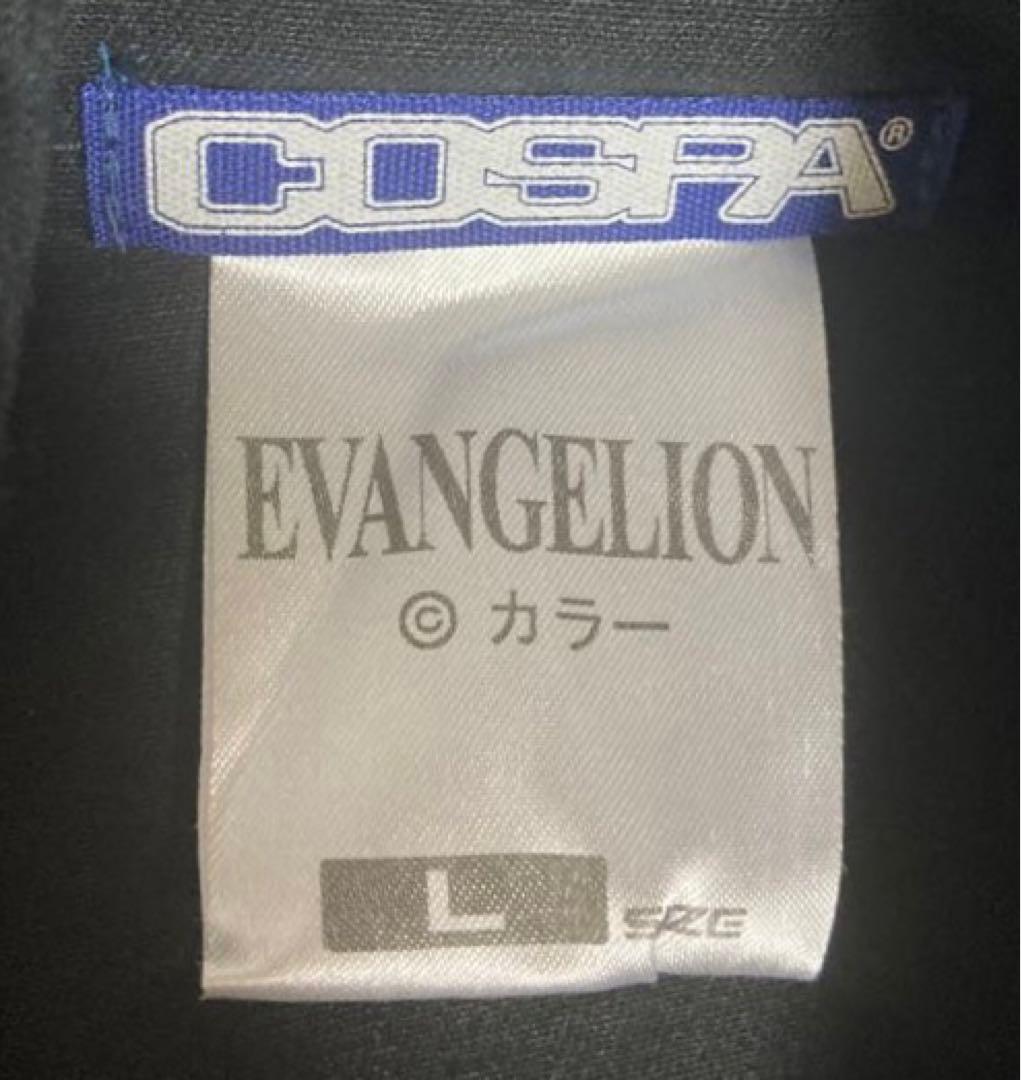 COSPA®
EVANGELION
© カラー
L SIZE